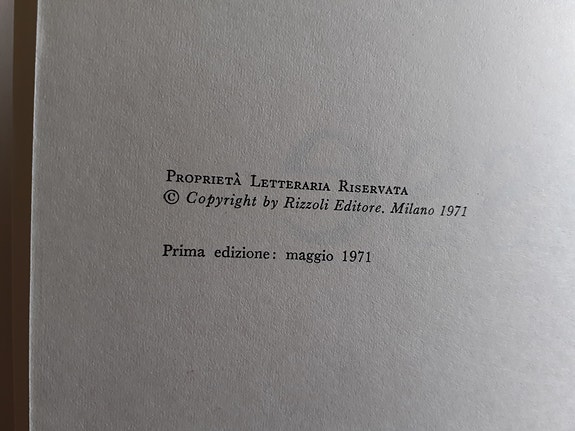 Proprietà Letteraria Riservata
© Copyright by Rizzoli Editore. Milano 1971
Prima edizione: maggio 1971